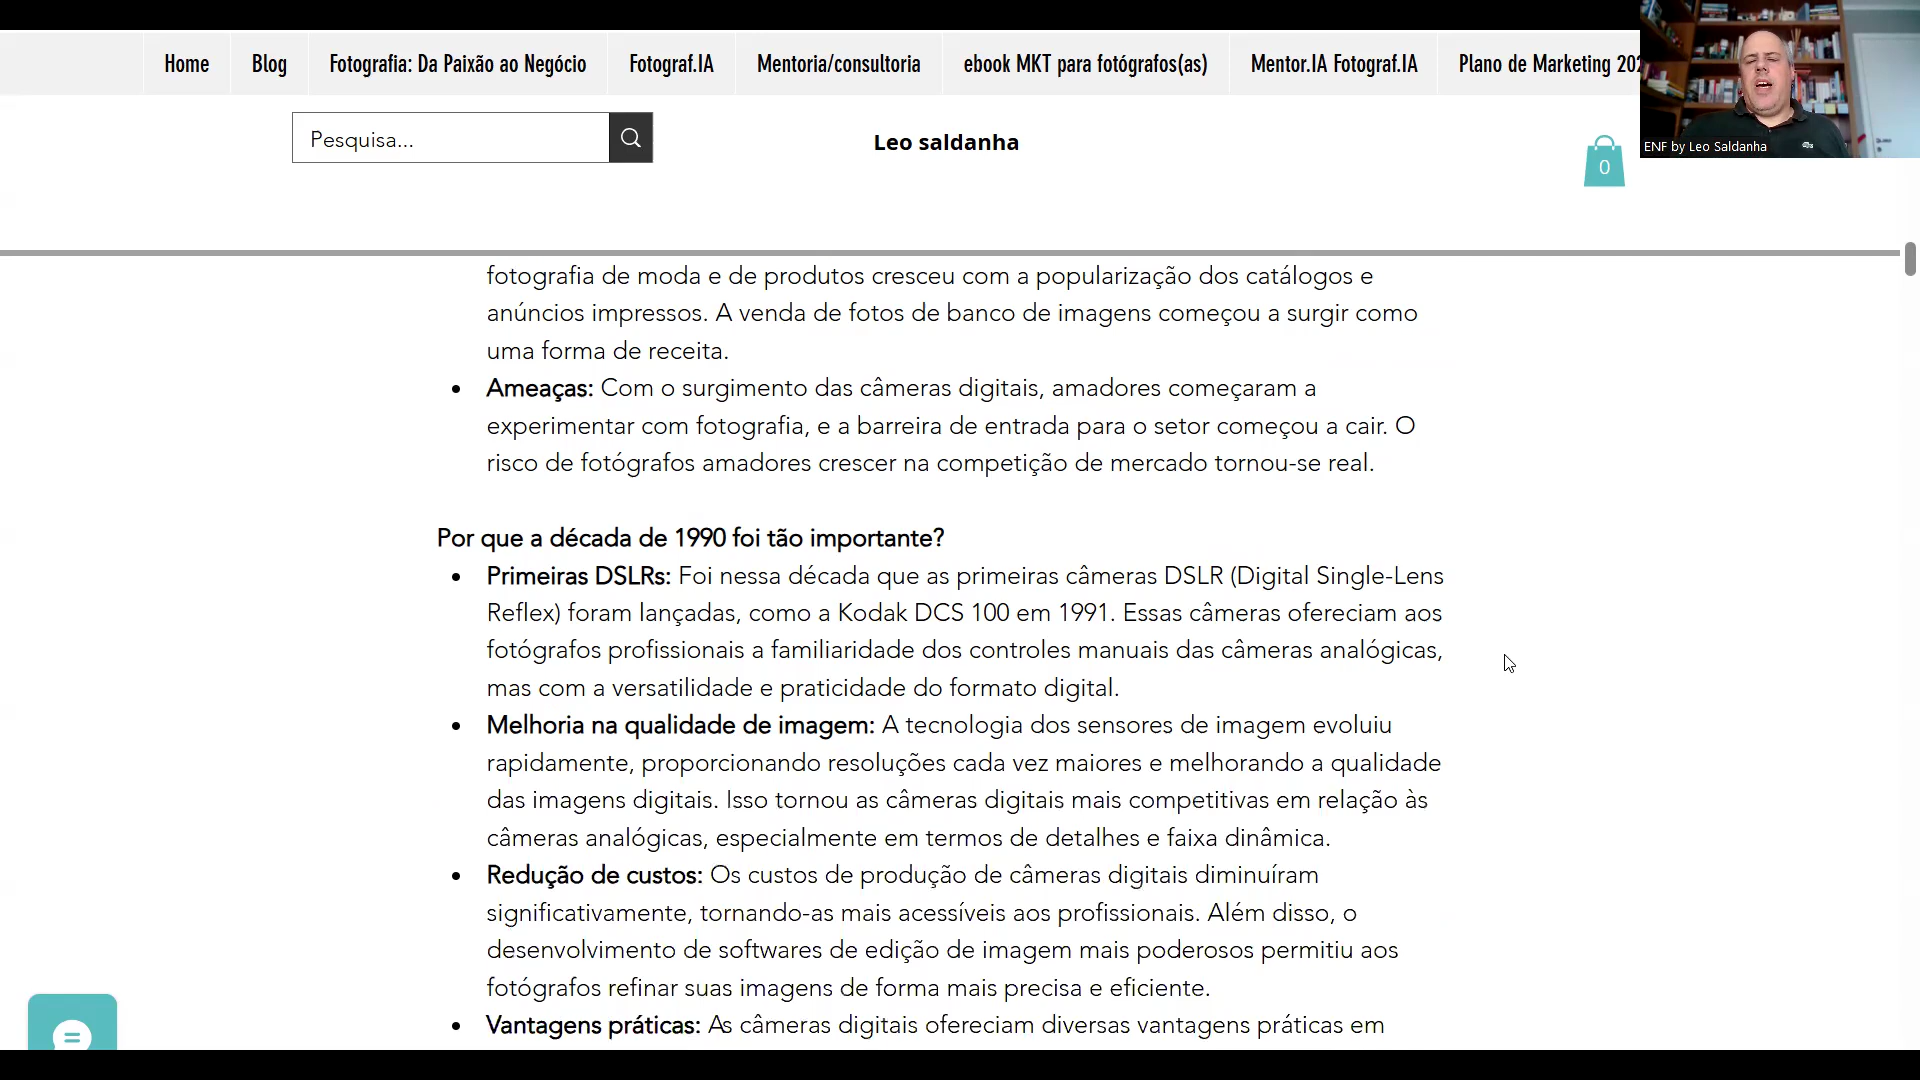 Home Blog Fotografia: Da Paixão ao Negócio Fotograf.IA Mentoria/consultoria ebook MKT para fotógrafos(as) Mentor.IA Fotograf.IA Plano de Marketing
Pesquisa...
Leo saldanha
ENF by Leo Saldanha
0
fotografia de moda e de produtos cresceu com a popularização dos catálogos e
anúncios impressos. A venda de fotos de banco de imagens começou a surgir como
uma forma de receita.
• Ameaças: Com o surgimento das câmeras digitais, amadores começaram a
experimentar com fotografia, e a barreira de entrada para o setor começou a cair. O
risco de fotógrafos amadores crescer na competição de mercado tornou-se real.
Por que a década de 1990 foi tão importante?
• Primeiras DSLRs: Foi nessa década que as primeiras câmeras DSLR (Digital Single-Lens
Reflex) foram lançadas, como a Kodak DCS 100 em 1991. Essas câmeras ofereciam aos
fotógrafos profissionais a familiaridade dos controles manuais das câmeras analógicas,
mas com a versatilidade e praticidade do formato digital.
• Melhoria na qualidade de imagem: A tecnologia dos sensores de imagem evoluiu
rapidamente, proporcionando resoluções cada vez maiores e melhorando a qualidade
das imagens digitais. Isso tornou as câmeras digitais mais competitivas em relação às
câmeras analógicas, especialmente em termos de detalhes e faixa dinâmica.
• Redução de custos: Os custos de produção de câmeras digitais diminuíram
significativamente, tornando-as mais acessíveis aos profissionais. Além disso, o
desenvolvimento de softwares de edição de imagem mais poderosos permitiu aos
fotógrafos refinar suas imagens de forma mais precisa e eficiente.
• Vantagens práticas: As câmeras digitais ofereciam diversas vantagens práticas em